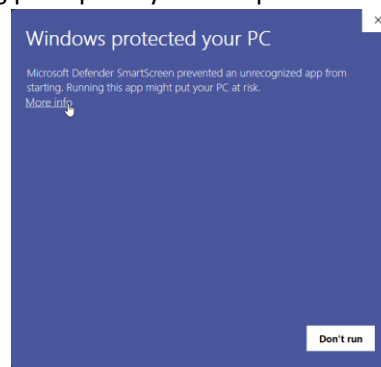 Windows protected your PC
Microsoft Defender SmartScreen prevented an unrecognized app from
starting. Running this app might put your PC at risk.
More info
Don't run